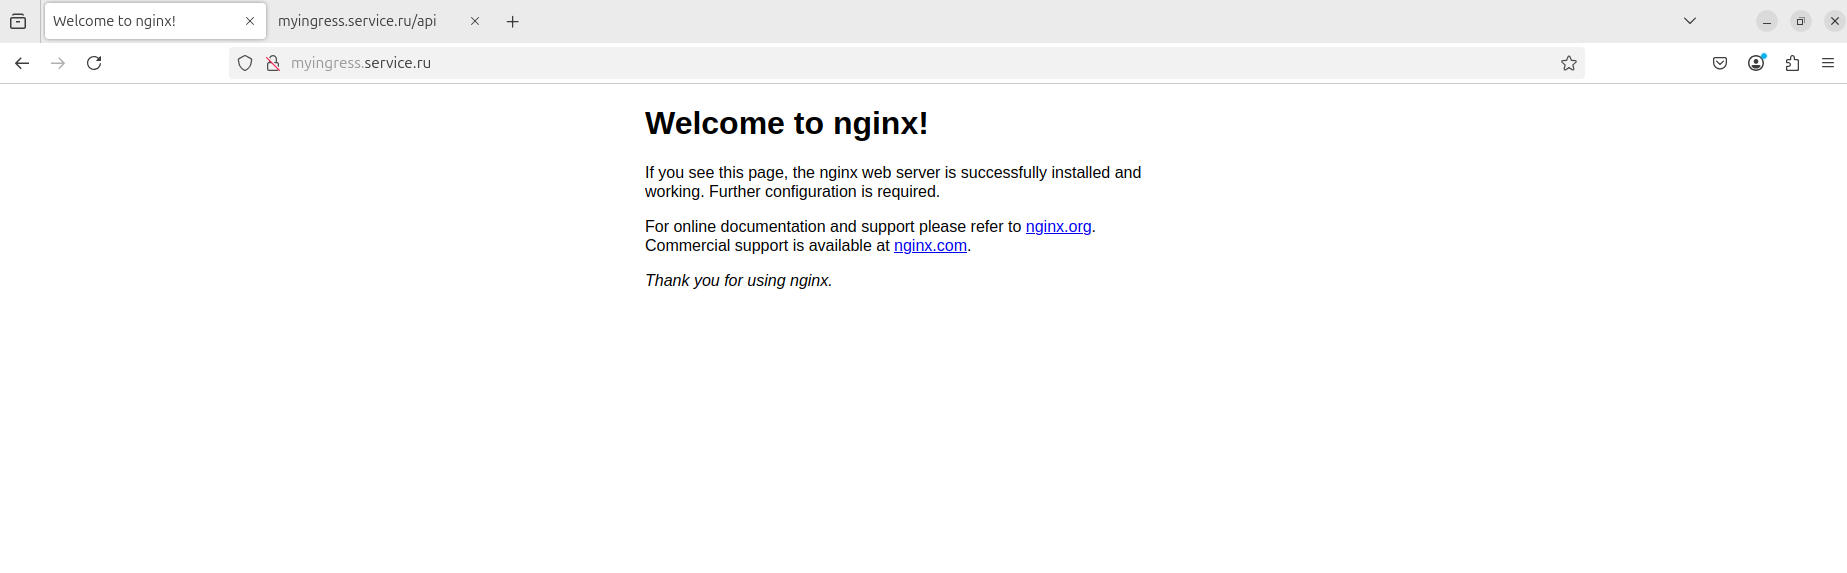 Welcome to nginx!
myingress.service.ru/api
myingress.service.ru
Welcome to nginx!
If you see this page, the nginx web server is successfully installed and
working. Further configuration is required.
For online documentation and support please refer to nginx.org.
Commercial support is available at nginx.com.
Thank you for using nginx.